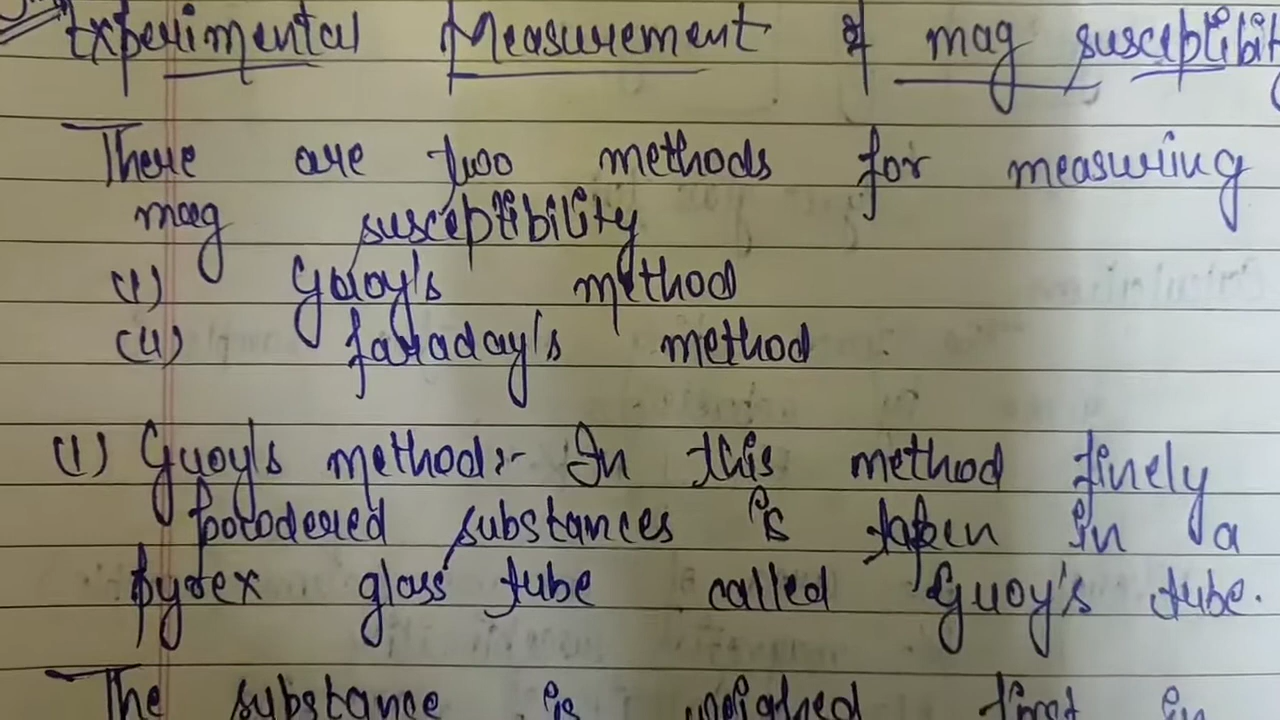 Experimental Measurement of mag susceptibi
There are two methods for measuring
mag susceptibility
(i) Guoy's method
(ii) faraday's method
(1) Guoy's method:- In this method finely
powdered substances is taken in a
pyrex glass tube called Guoy's tube.
The substance is weighed first in